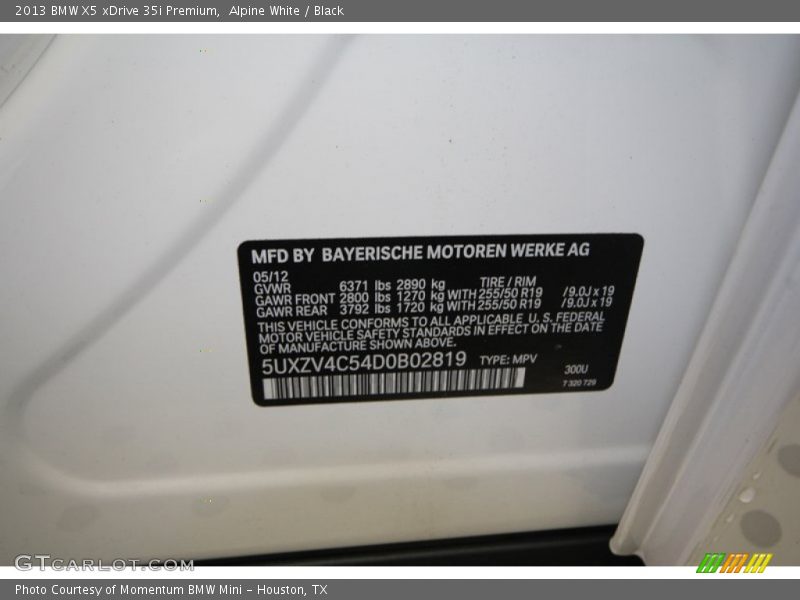 2013 BMW X5 xDrive 35i Premium,  Alpine White / Black
MFD BY BAYERISCHE MOTOREN WERKE AG
05/12
GVWR 6371 lbs 2890 kg TIRE / RIM
GAWR FRONT 2800 lbs 1270 kg WITH 255/50 R19 /9.0J x 19
GAWR REAR 3792 lbs 1720 kg WITH 255/50 R19 /9.0J x 19
THIS VEHICLE CONFORMS TO ALL APPLICABLE U.S. FEDERAL
MOTOR VEHICLE SAFETY STANDARDS IN EFFECT ON THE DATE
OF MANUFACTURE SHOWN ABOVE.
5UXZV4C54D0B02819 TYPE: MPV
300U
7 320 729
GTCARLOT.COM
Photo Courtesy of Momentum BMW Mini - Houston, TX